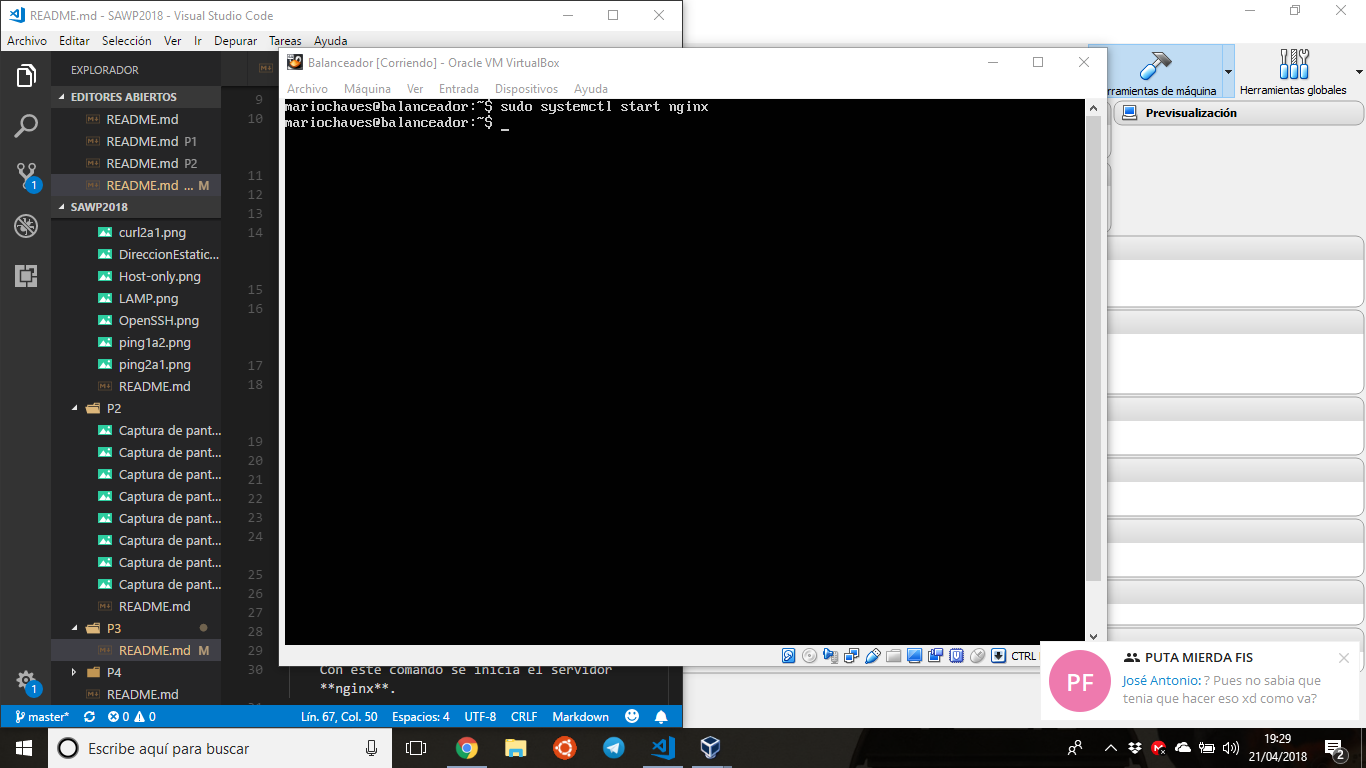 README.md - SAWP2018 - Visual Studio Code
Archivo Editar Selección Ver Ir Depurar Tareas Ayuda
EXPLORADOR
EDITORES ABIERTOS
README.md
README.md P1
README.md P2
README.md ... M
SAWP2018
curl2a1.png
DireccionEstatic...
Host-only.png
LAMP.png
OpenSSH.png
ping1a2.png
ping2a1.png
README.md
P2
Captura de pant...
Captura de pant...
Captura de pant...
Captura de pant...
Captura de pant...
Captura de pant...
Captura de pant...
Captura de pant...
README.md
P3
README.md M
P4
README.md
1
1
9
10
11
12
13
14
15
16
17
18
19
20
21
22
23
24
25
26
27
28
29
30
Con este comando se inicia el servidor
**nginx**.
master* 0 0 Lín. 67, Col. 50 Espacios: 4 UTF-8 CRLF Markdown
Balanceador [Corriendo] - Oracle VM VirtualBox
Archivo Máquina Ver Entrada Dispositivos Ayuda
mariochaves@balanceador:~$ sudo systemctl start nginx
mariochaves@balanceador:~$ _
CTRL
rramientas de máquina Herramientas globales
Previsualización
PF
PUTA MIERDA FIS
José Antonio: ? Pues no sabia que
tenia que hacer eso xd como va?
Escribe aquí para buscar
19:29
21/04/2018
2